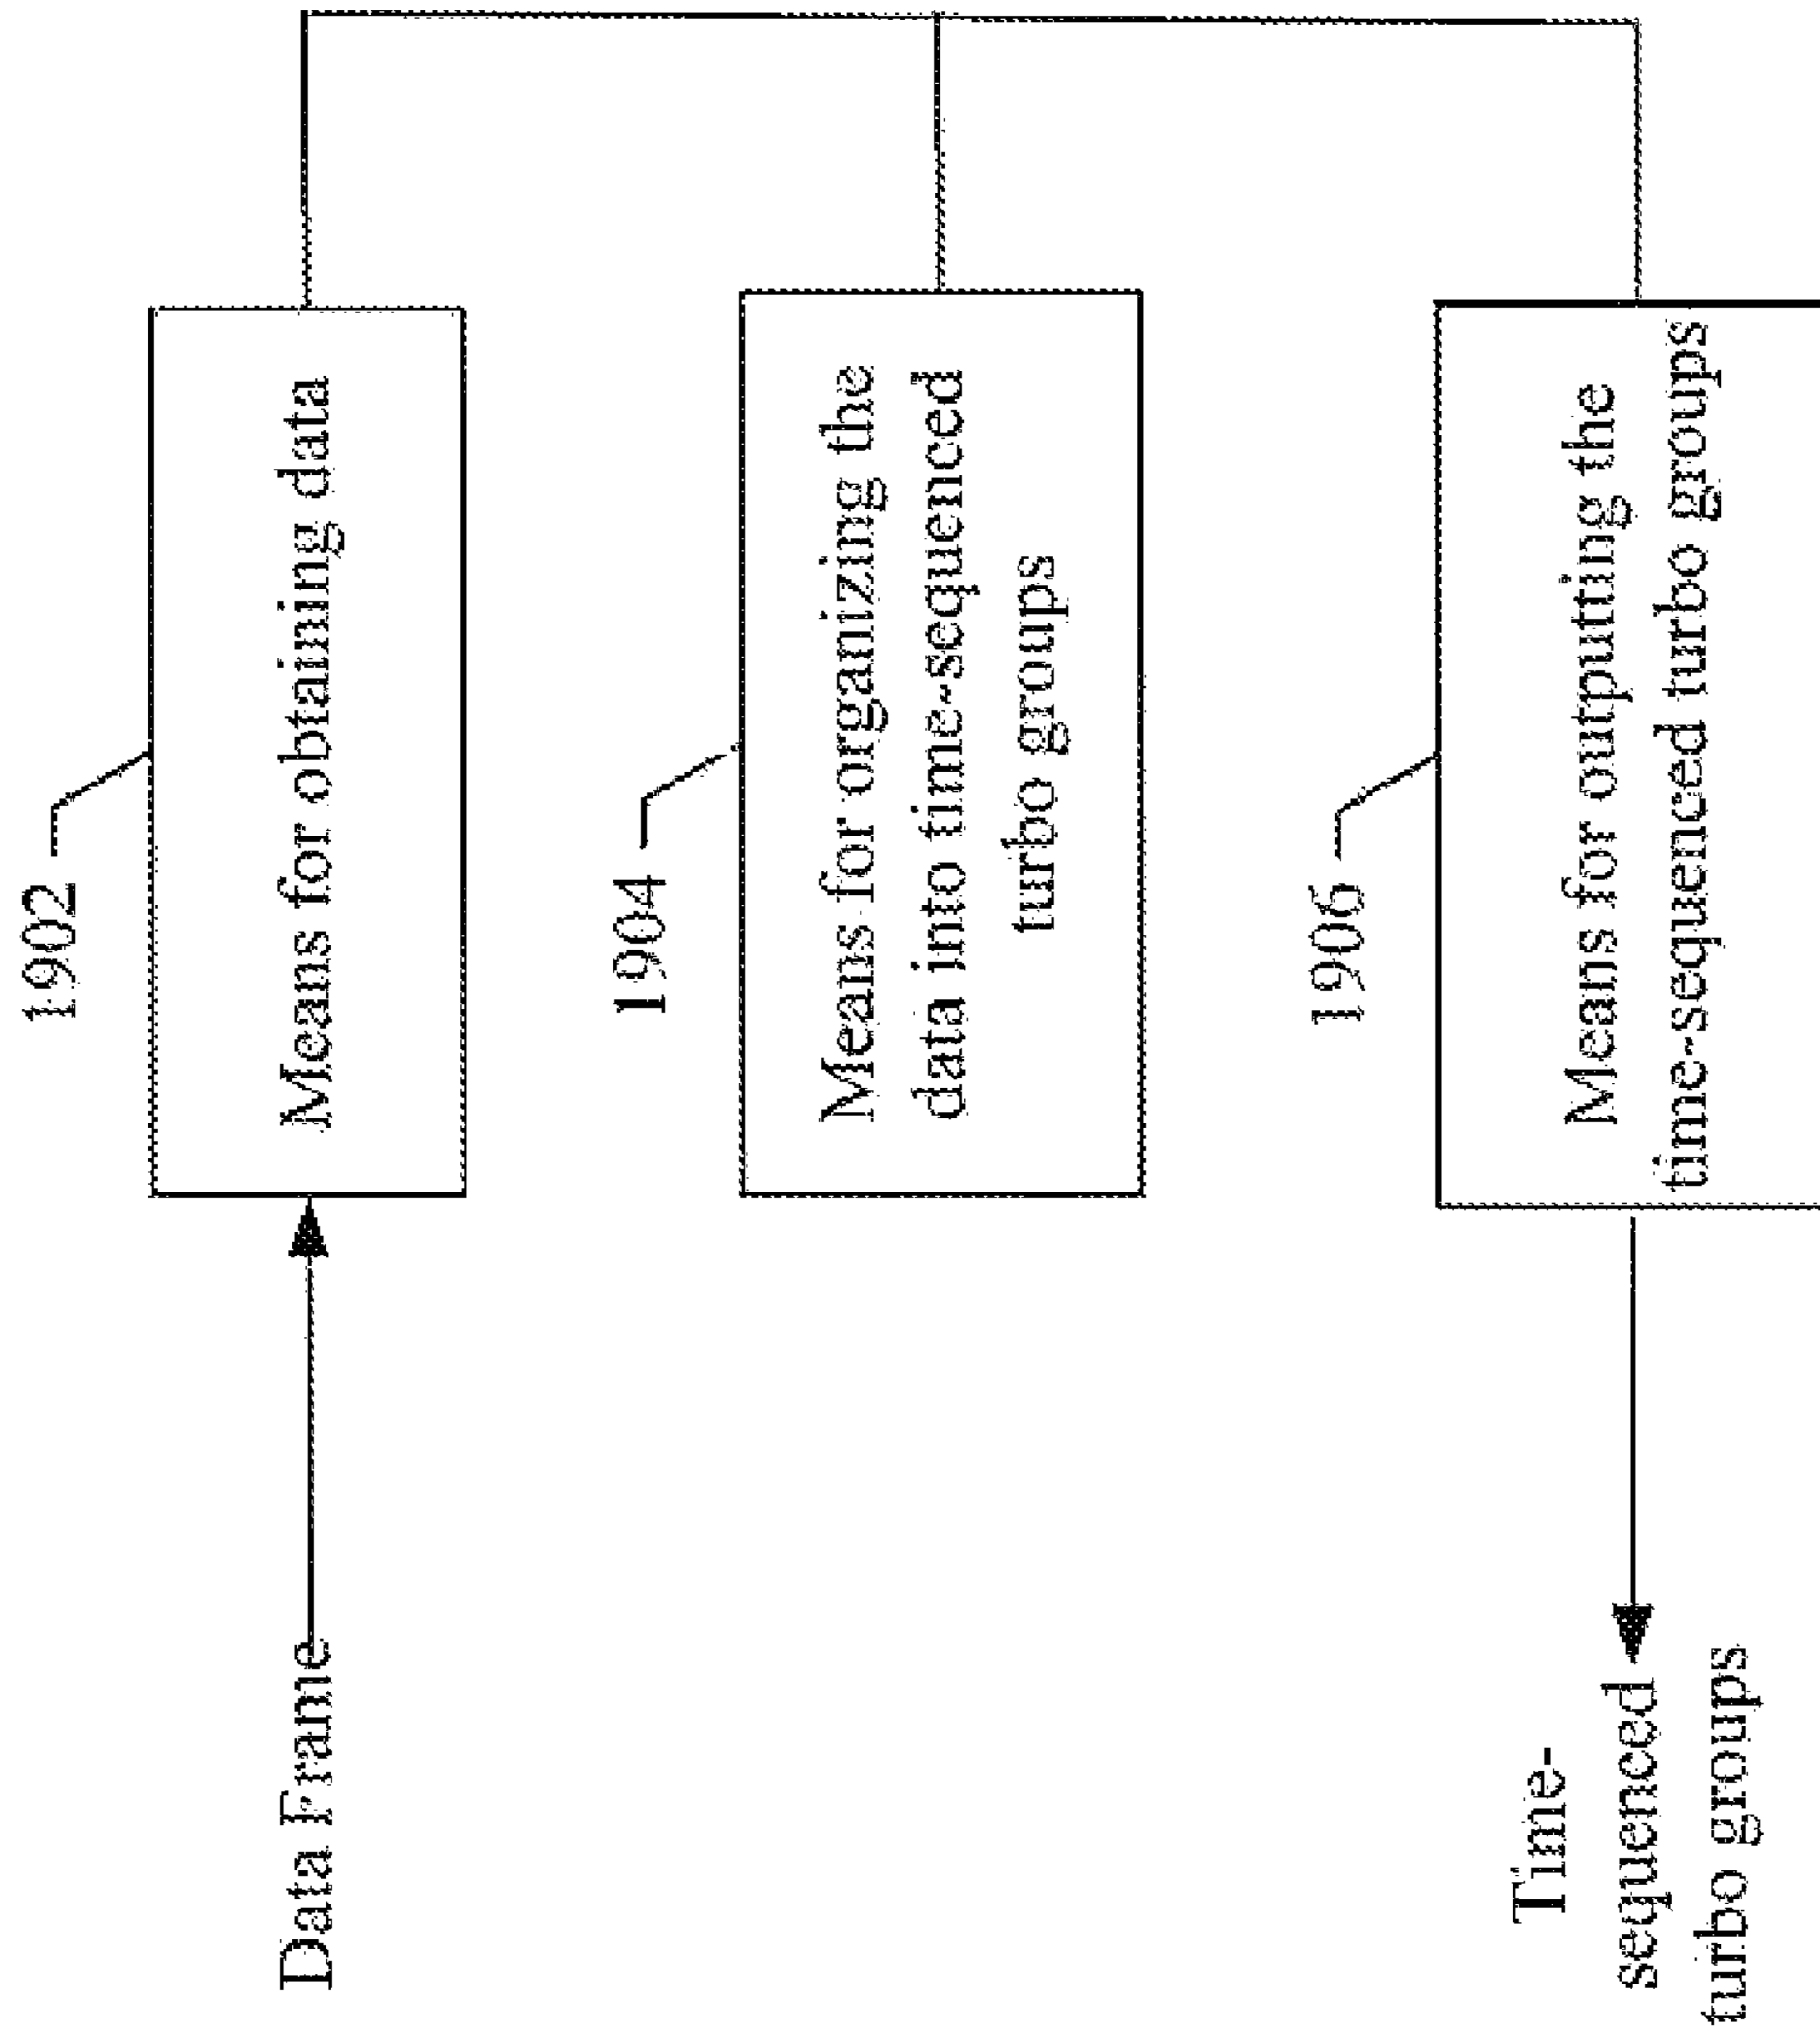 1902
Data Frame
Means for obtaining data
1904
Means for organizing the
data into time-sequenced
turbo groups
1906
Means for outputing the
time-sequenced turbo groups
Time-
sequenced
turbo groups